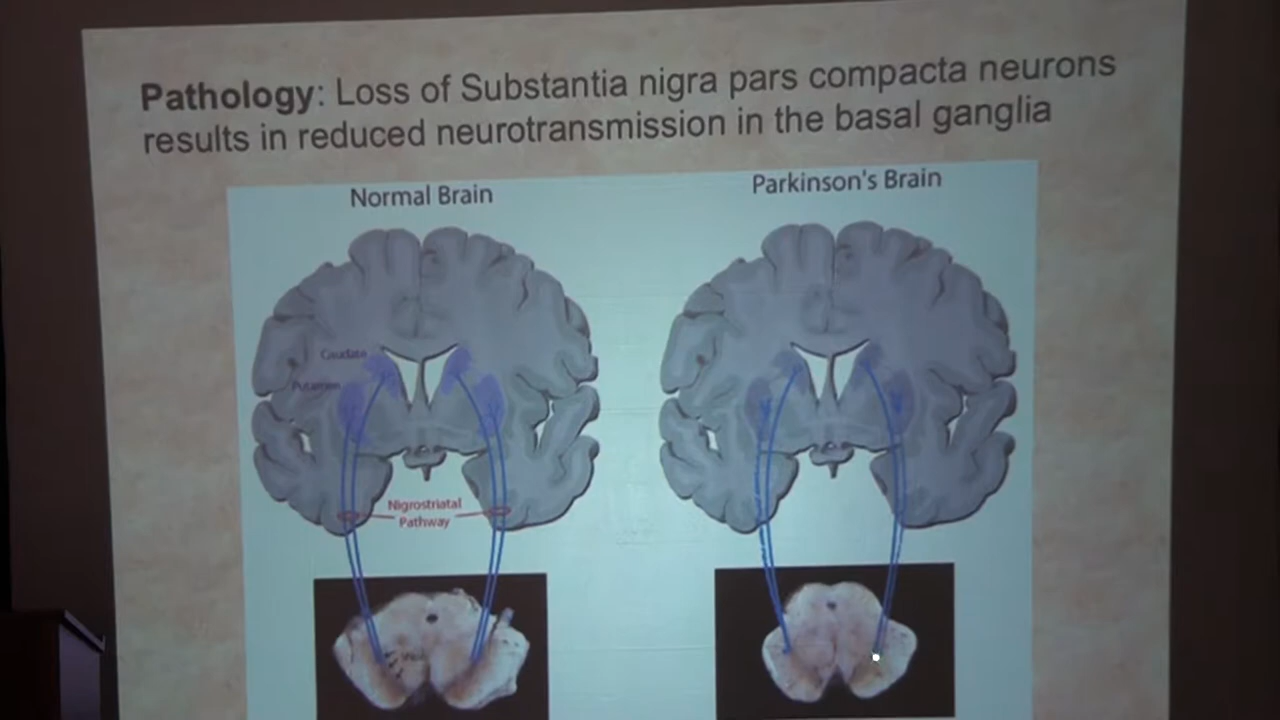 Pathology: Loss of Substantia nigra pars compacta neurons
results in reduced neurotransmission in the basal ganglia
Normal Brain
Parkinson's Brain
Caudate
Putamen
Nigrostriatal
Pathway